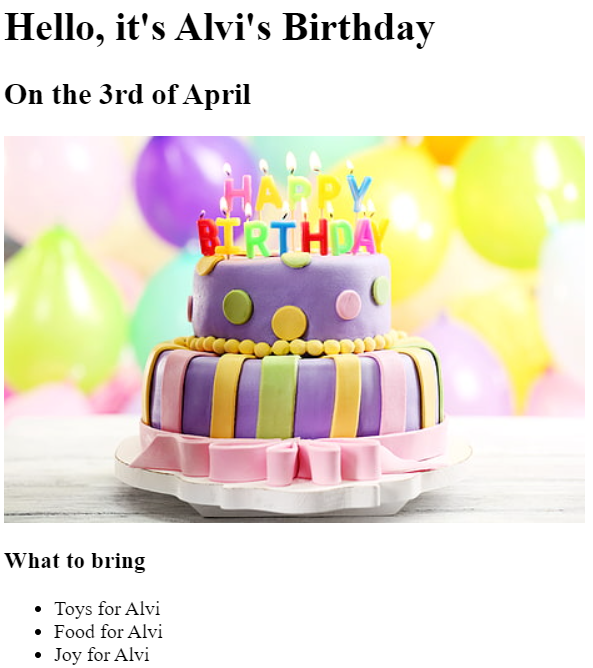 Hello, it's Alvi's Birthday
On the 3rd of April
HAPPY
BIRTHDAY
What to bring
Toys for Alvi
Food for Alvi
Joy for Alvi